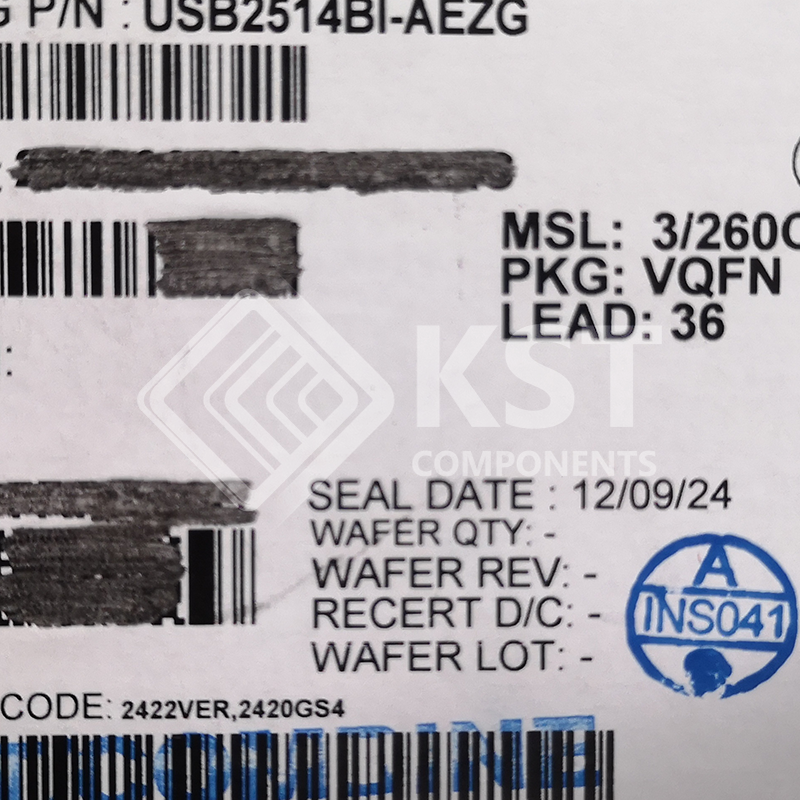 G P/N : USB2514BI-AEZG
MSL: 3/260C
PKG: VQFN
LEAD: 36
:
KST
COMPONENTS
SEAL DATE : 12/09/24
WAFER QTY: -
WAFER REV: -
RECERT D/C: -
WAFER LOT: -
A
INS041
CODE: 2422VER,2420GS4
COMBINE